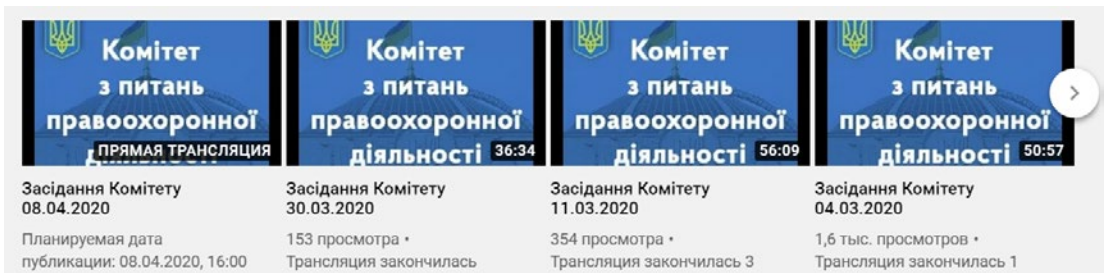 Комітет
з питань
правоохоронної
діяльності
ПРЯМАЯ ТРАНСЛЯЦИЯ
Засідання Комітету
08.04.2020
Планируемая дата
публикации: 08.04.2020, 16:00
Комітет
з питань
правоохоронної
діяльності
36:34
Засідання Комітету
30.03.2020
153 просмотра •
Трансляция закончилась
Комітет
з питань
правоохоронної
діяльності
56:09
Засідання Комітету
11.03.2020
354 просмотра •
Трансляция закончилась 3
Комітет
з питань
правоохоронної
діяльності
50:57
Засідання Комітету
04.03.2020
1,6 тыс. просмотров •
Трансляция закончилась 1